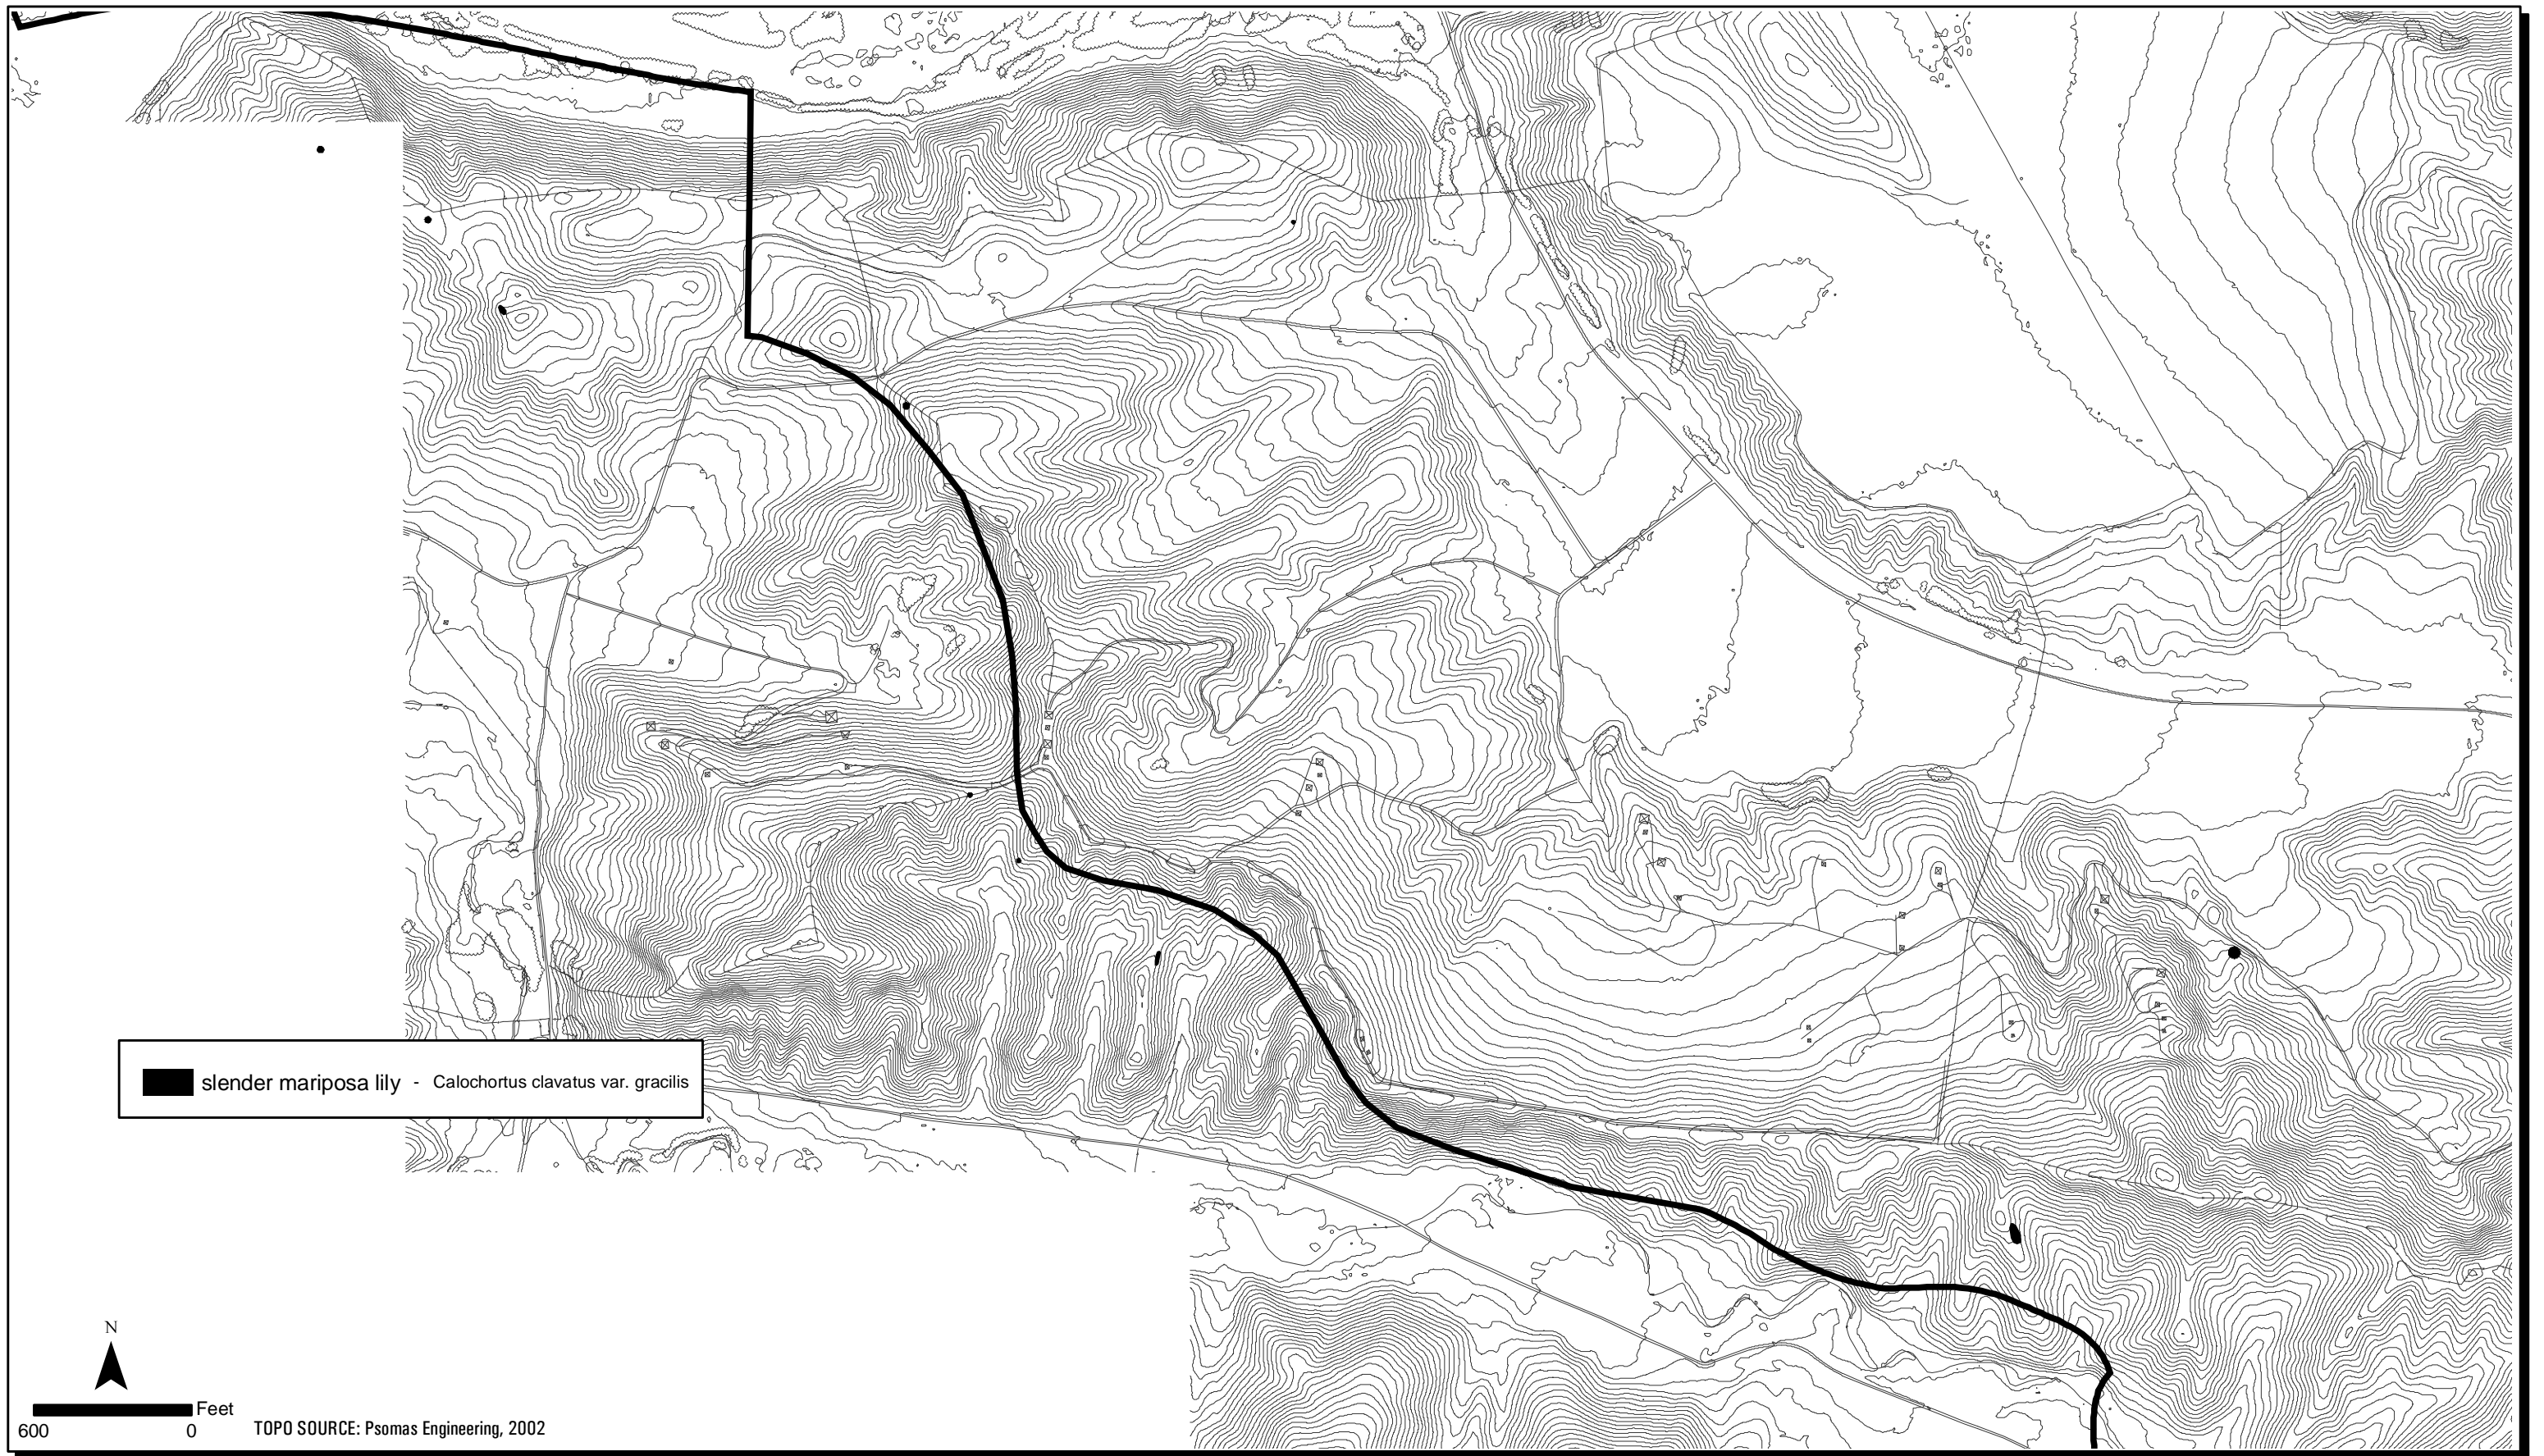 slender mariposa lily - Calochortus clavatus var. gracilis
N
Feet
600 0
TOPO SOURCE: Psomas Engineering, 2002